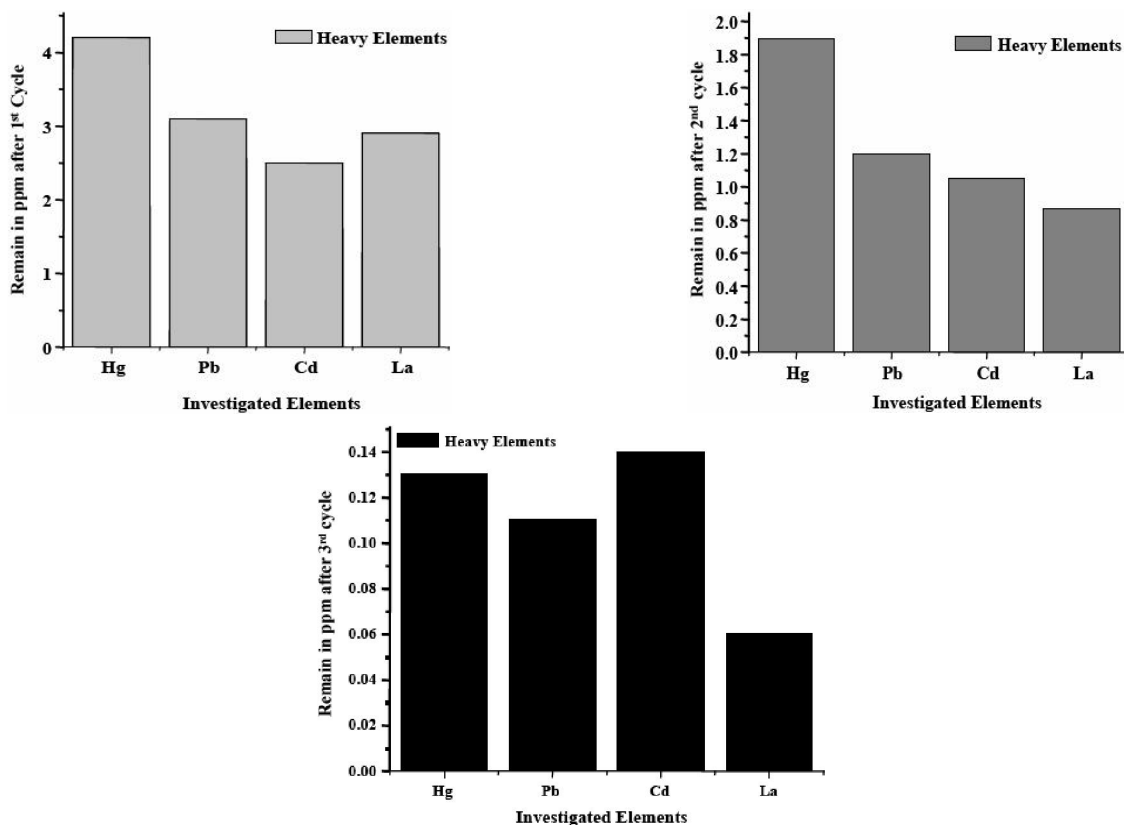 Remain in ppm after 1st Cycle
Heavy Elements
4
3
2
1
0
Hg Pb Cd La
Investigated Elements
Remain in ppm after 2nd cycle
Heavy Elements
2.0
1.8
1.6
1.4
1.2
1.0
0.8
0.6
0.4
0.2
0.0
Hg Pb Cd La
Investigated Elements
Remain in ppm after 3rd cycle
Heavy Elements
0.14
0.12
0.10
0.08
0.06
0.04
0.02
0.00
Hg Pb Cd La
Investigated Elements